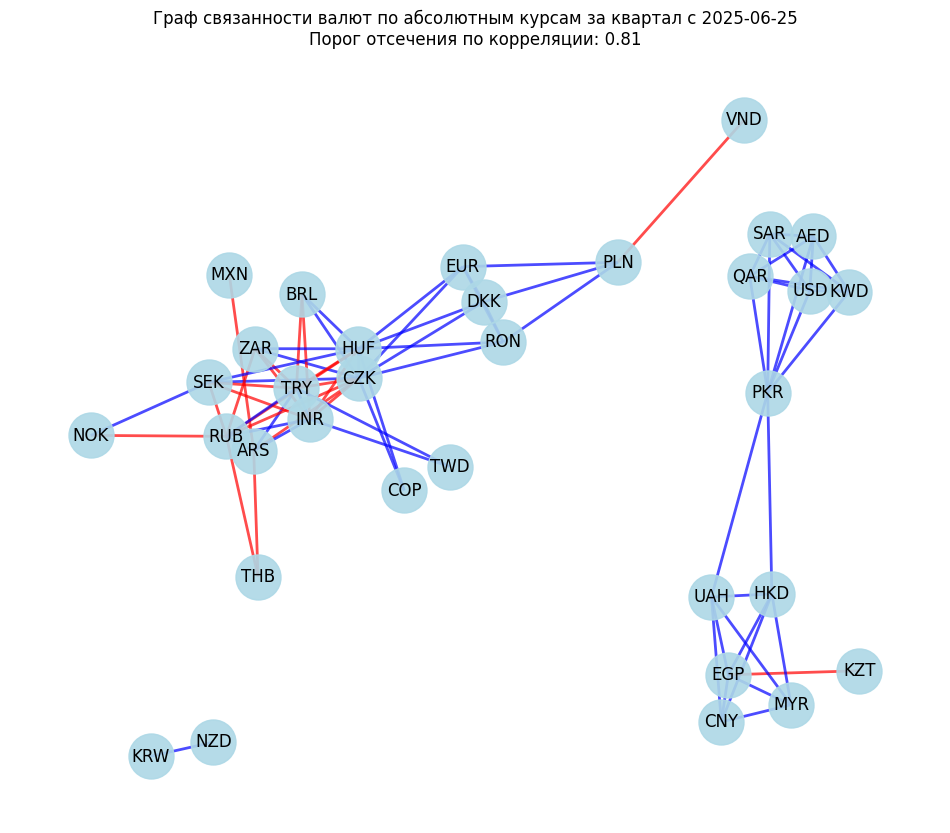 Граф связанности валют по абсолютным курсам за квартал с 2025-06-25
Порог отсечения по корреляции: 0.81
VND
SAR
AED
EUR
PLN
MXN
QAR
BRL
DKK
USD
KWD
ZAR
HUF
RON
SEK
TRY
CZK
PKR
INR
NOK
RUB
ARS
TWD
COP
THB
UAH
HKD
EGP
KZT
MYR
CNY
KRW
NZD